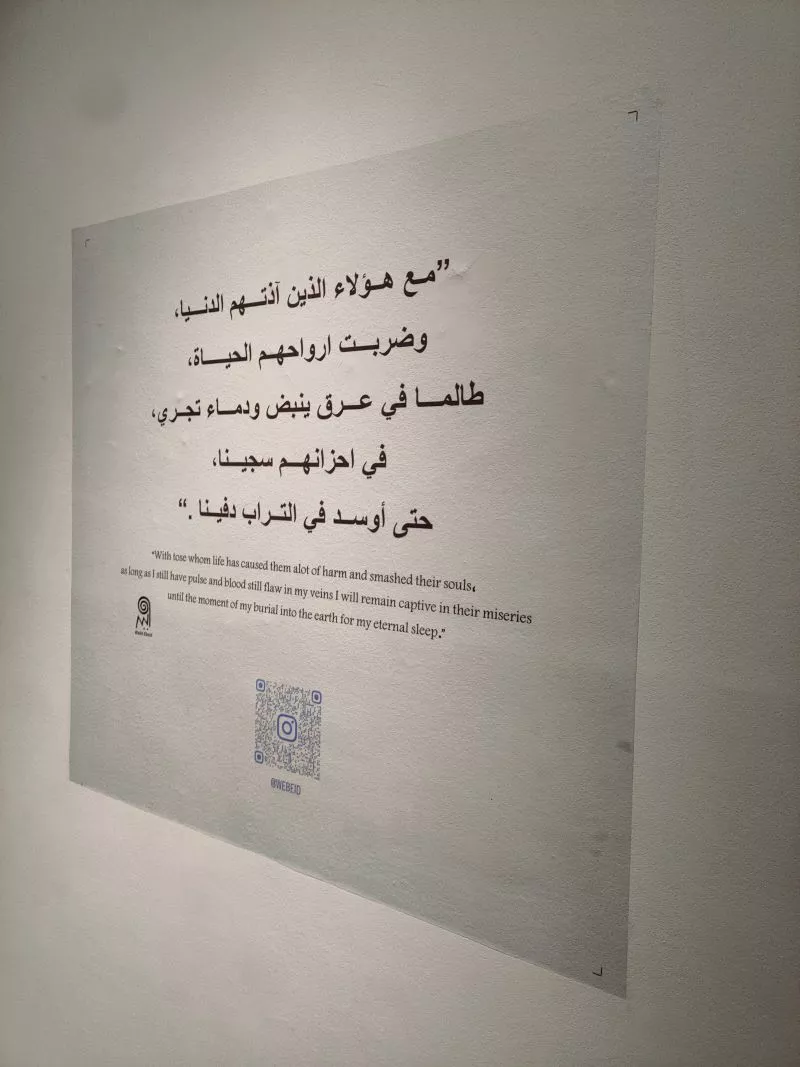 ”مع هؤلاء الذين آذتهم الدنيا،
وضربت ارواحهم الحياة،
طالما في عرق ينبض ودماء تجري،
في احزانهم سجينا،
حتى أوسد في التراب دفينا .“
"With tose whom life has caused them alot of harm and smashed their souls,
as long as I still have pulse and blood still flaw in my veins I will remain captive in their miseries
until the moment of my burial into the earth for my eternal sleep."
@WEBEID